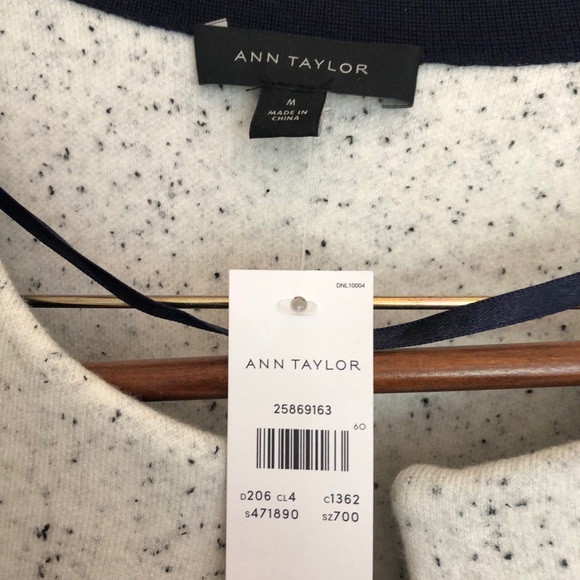 ANN TAYLOR
M
MADE IN
CHINA
DNL10004
ANN TAYLOR
25869163
60
D206 CL4 C1362
S471890 SZ700